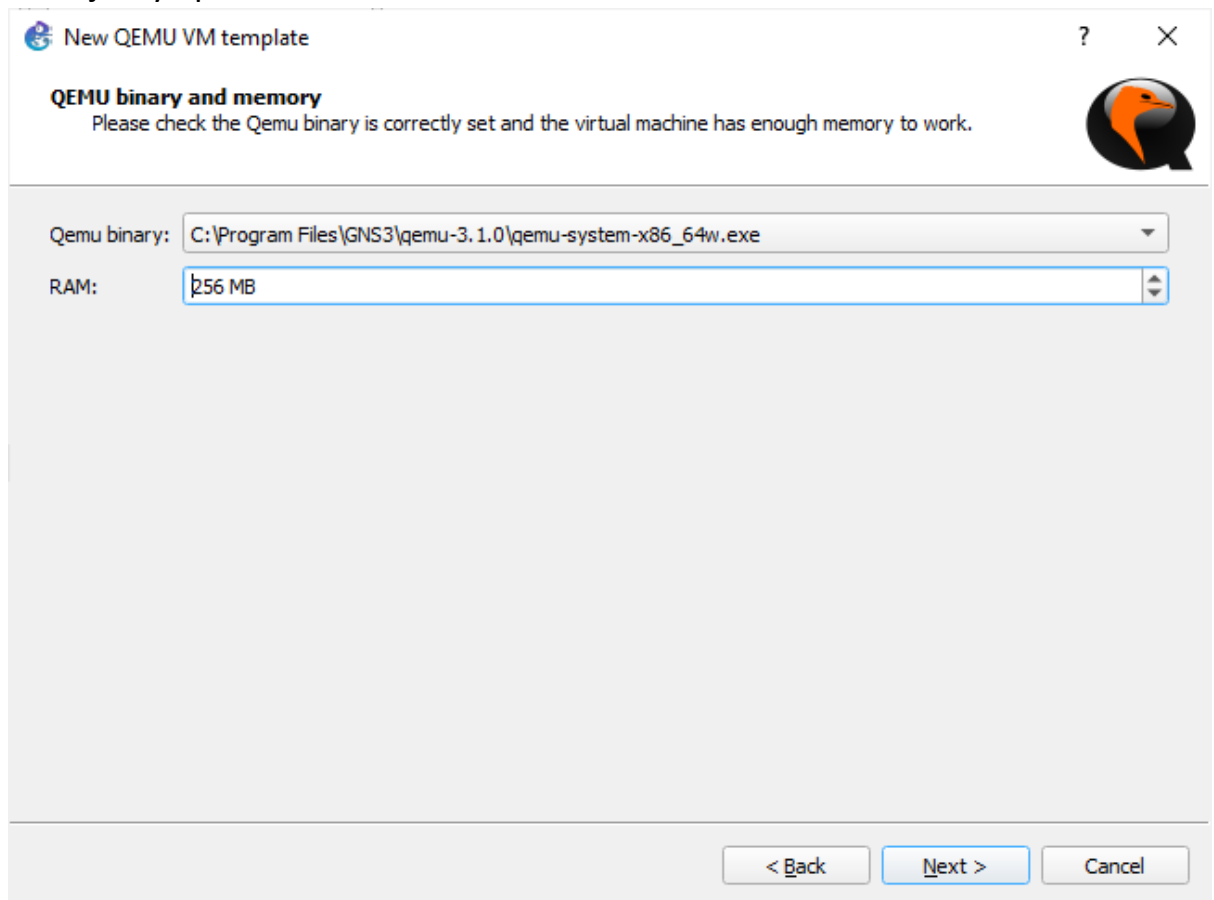 New QEMU VM template
?
QEMU binary and memory
Please check the Qemu binary is correctly set and the virtual machine has enough memory to work.
Qemu binary: C:\Program Files\GNS3\qemu-3.1.0\qemu-system-x86_64w.exe
RAM: 256 MB
< Back Next > Cancel